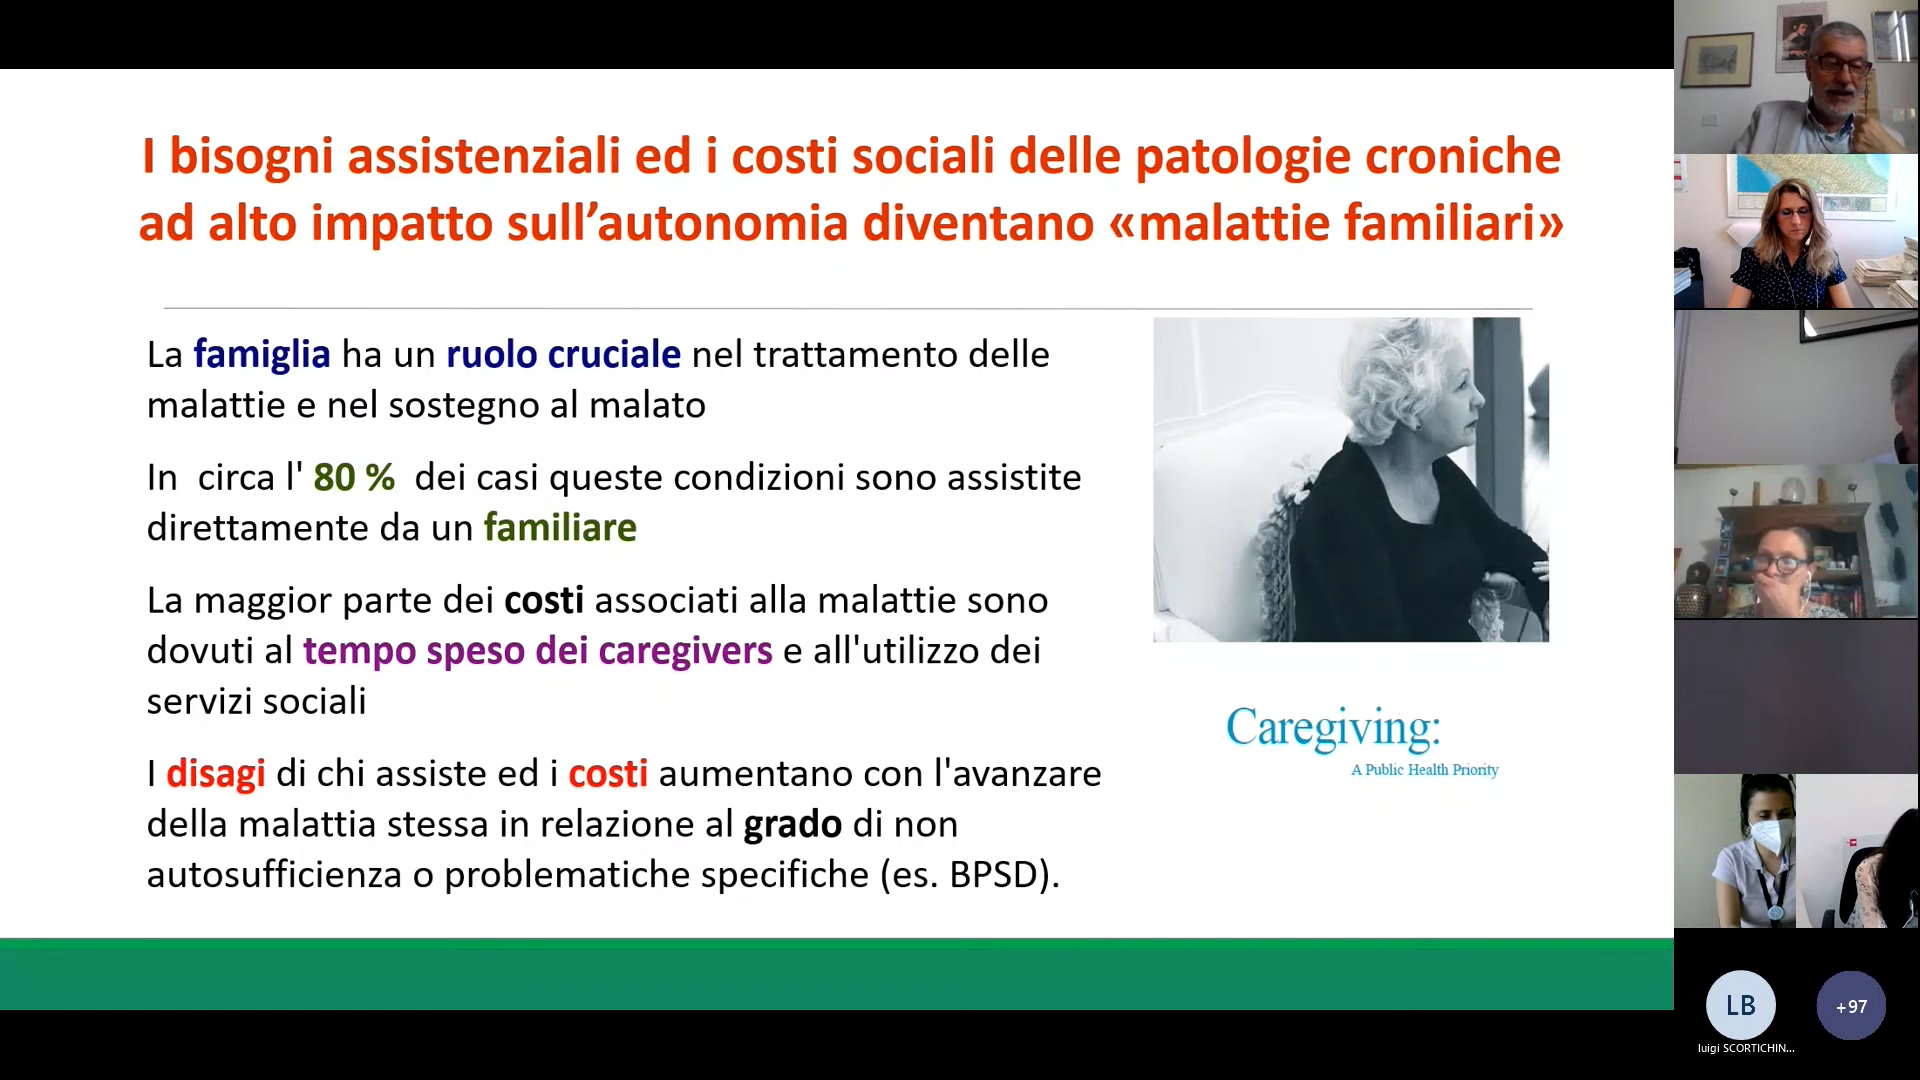 I bisogni assistenziali ed i costi sociali delle patologie croniche
ad alto impatto sull’autonomia diventano «malattie familiari»
La famiglia ha un ruolo cruciale nel trattamento delle
malattie e nel sostegno al malato
In circa l' 80 % dei casi queste condizioni sono assistite
direttamente da un familiare
La maggior parte dei costi associati alla malattie sono
dovuti al tempo speso dei caregivers e all'utilizzo dei
servizi sociali
I disagi di chi assiste ed i costi aumentano con l'avanzare
della malattia stessa in relazione al grado di non
autosufficienza o problematiche specifiche (es. BPSD).
Caregiving:
A Public Health Priority
LB
+97
luigi SCORTICHIN...